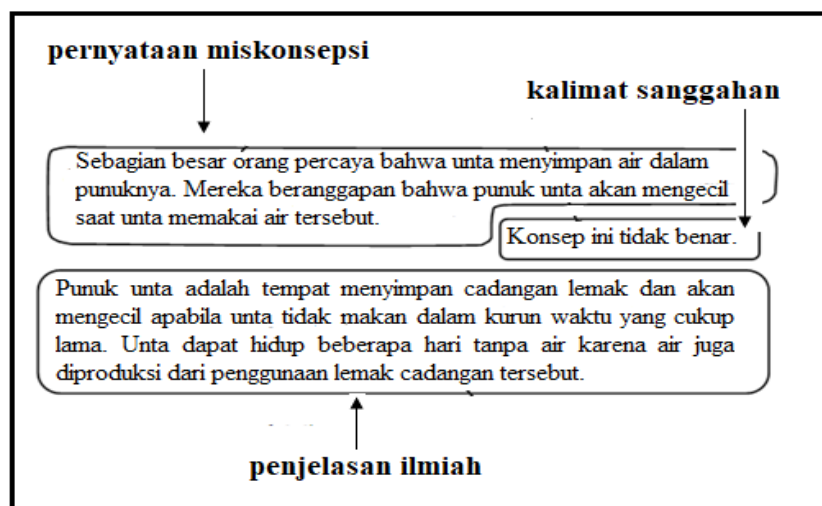 pernyataan miskonsepsi
kalimat sanggahan
Sebagian besar orang percaya bahwa unta menyimpan air dalam
punuknya. Mereka beranggapan bahwa punuk unta akan mengecil
saat unta memakai air tersebut.
Konsep ini tidak benar.
Punuk unta adalah tempat menyimpan cadangan lemak dan akan
mengecil apabila unta tidak makan dalam kurun waktu yang cukup
lama. Unta dapat hidup beberapa hari tanpa air karena air juga
diproduksi dari penggunaan lemak cadangan tersebut.
penjelasan ilmiah